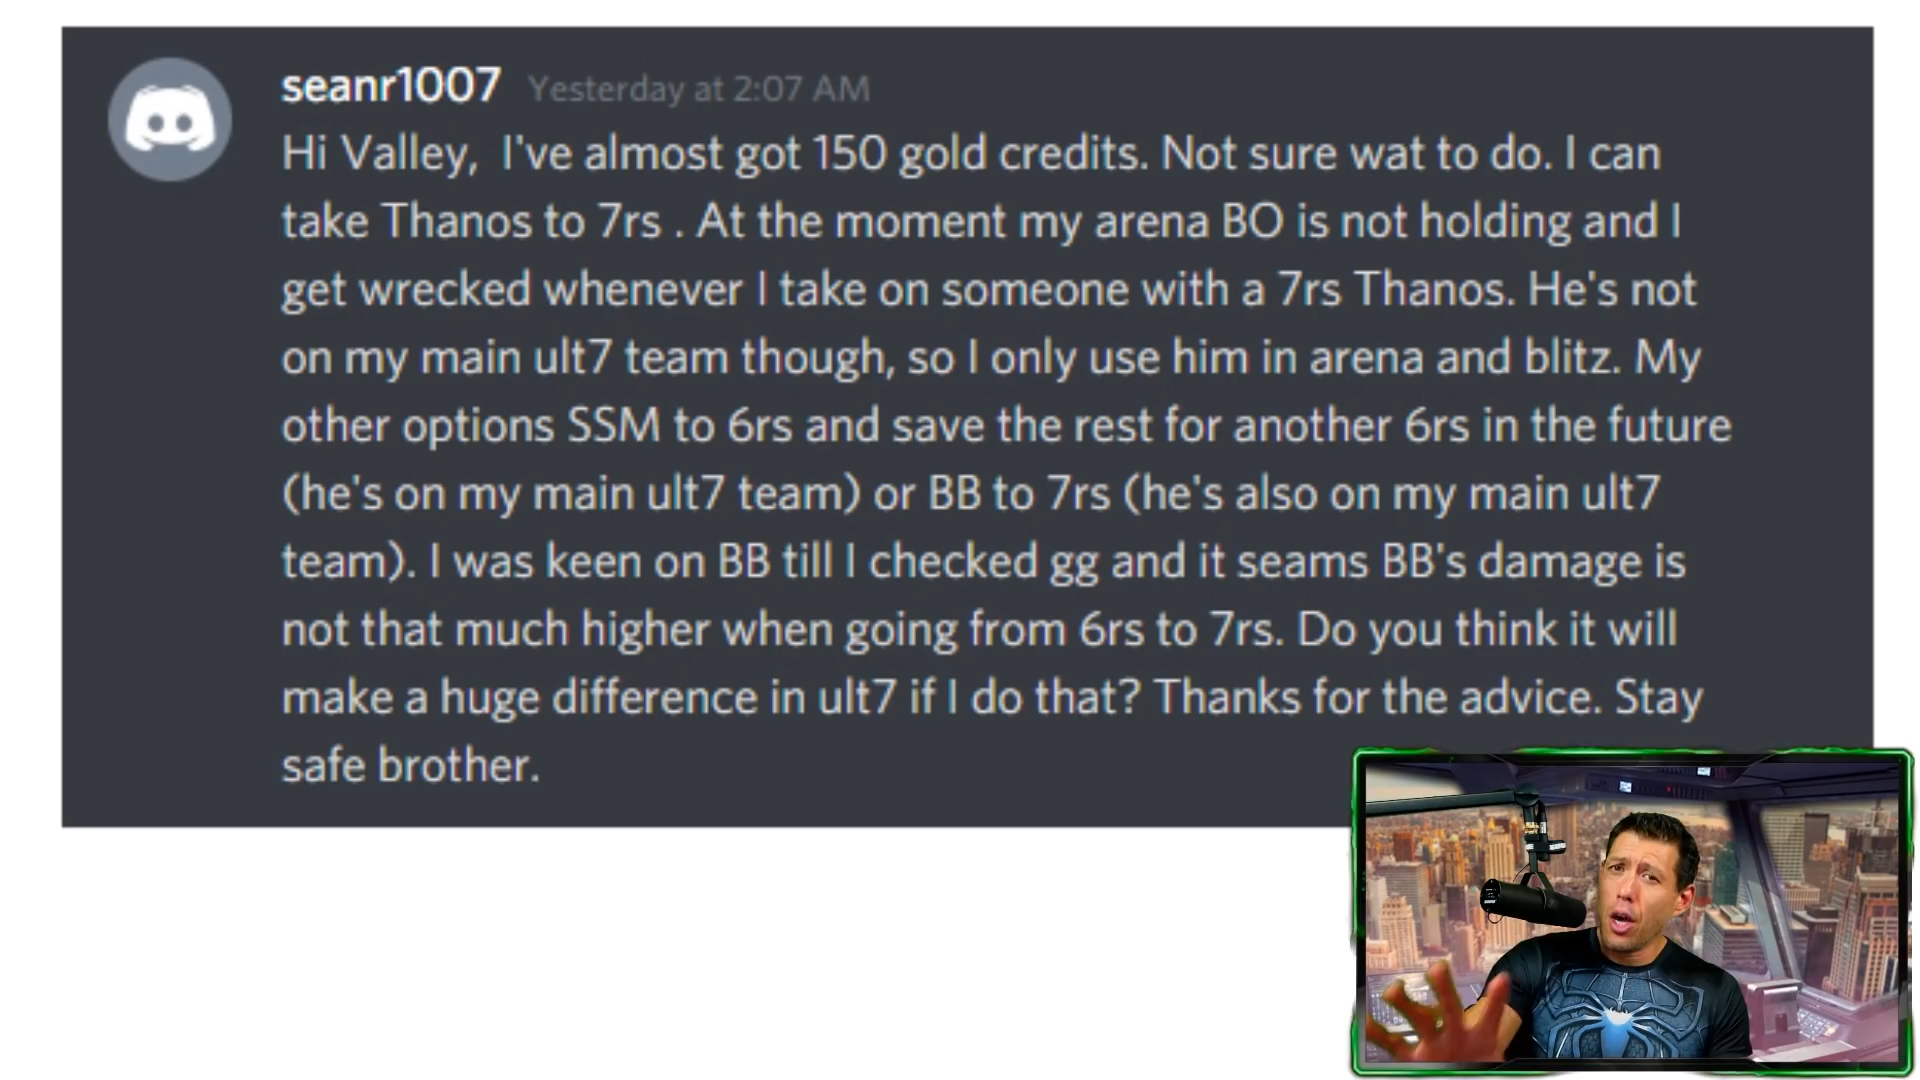 seanr1007 Yesterday at 2:07 AM
Hi Valley, I've almost got 150 gold credits. Not sure wat to do. I can
take Thanos to 7rs . At the moment my arena BO is not holding and I
get wrecked whenever I take on someone with a 7rs Thanos. He's not
on my main ult7 team though, so I only use him in arena and blitz. My
other options SSM to 6rs and save the rest for another 6rs in the future
(he's on my main ult7 team) or BB to 7rs (he's also on my main ult7
team). I was keen on BB till I checked gg and it seams BB's damage is
not that much higher when going from 6rs to 7rs. Do you think it will
make a huge difference in ult7 if I do that? Thanks for the advice. Stay
safe brother.